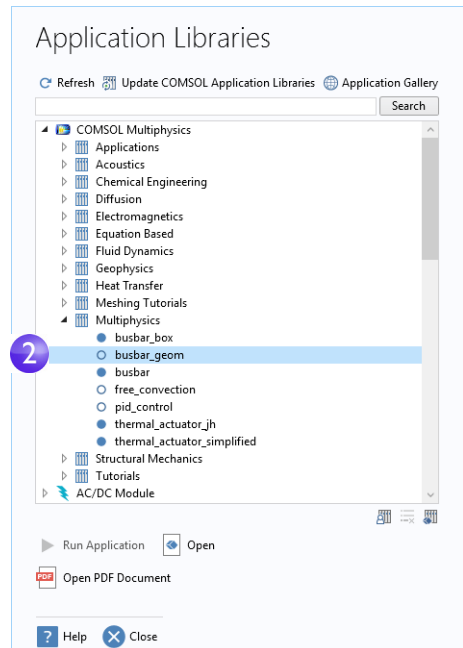 Application Libraries
Refresh Update COMSOL Application Libraries Application Gallery
Search
COMSOL Multiphysics
Applications
Acoustics
Chemical Engineering
Diffusion
Electromagnetics
Equation Based
Fluid Dynamics
Geophysics
Heat Transfer
Meshing Tutorials
Multiphysics
busbar_box
2 busbar_geom
busbar
free_convection
pid_control
thermal_actuator_jh
thermal_actuator_simplified
Structural Mechanics
Tutorials
AC/DC Module
Run Application Open
PDF Open PDF Document
? Help Close